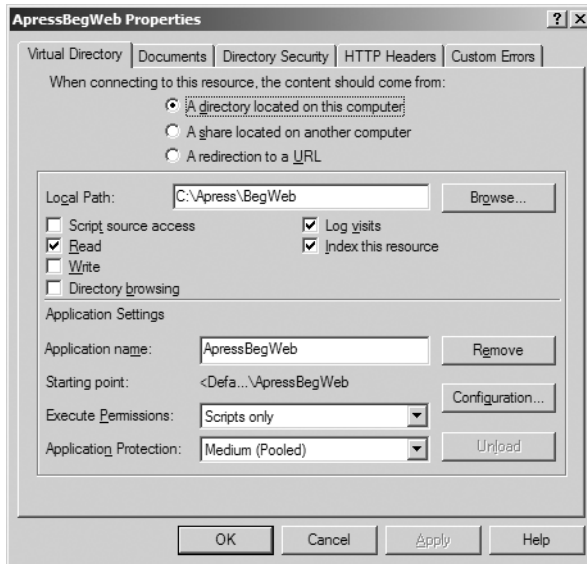 ApressBegWeb Properties
Virtual Directory Documents Directory Security HTTP Headers Custom Errors
When connecting to this resource, the content should come from:
A directory located on this computer
A share located on another computer
A redirection to a URL
Local Path: C:\Apress\BegWeb Browse...
Script source access Log visits
Read Index this resource
Write
Directory browsing
Application Settings
Application name: ApressBegWeb Remove
Starting point: <Defa...\ApressBegWeb
Configuration...
Execute Permissions: Scripts only
Application Protection: Medium (Pooled) Unload
OK Cancel Apply Help